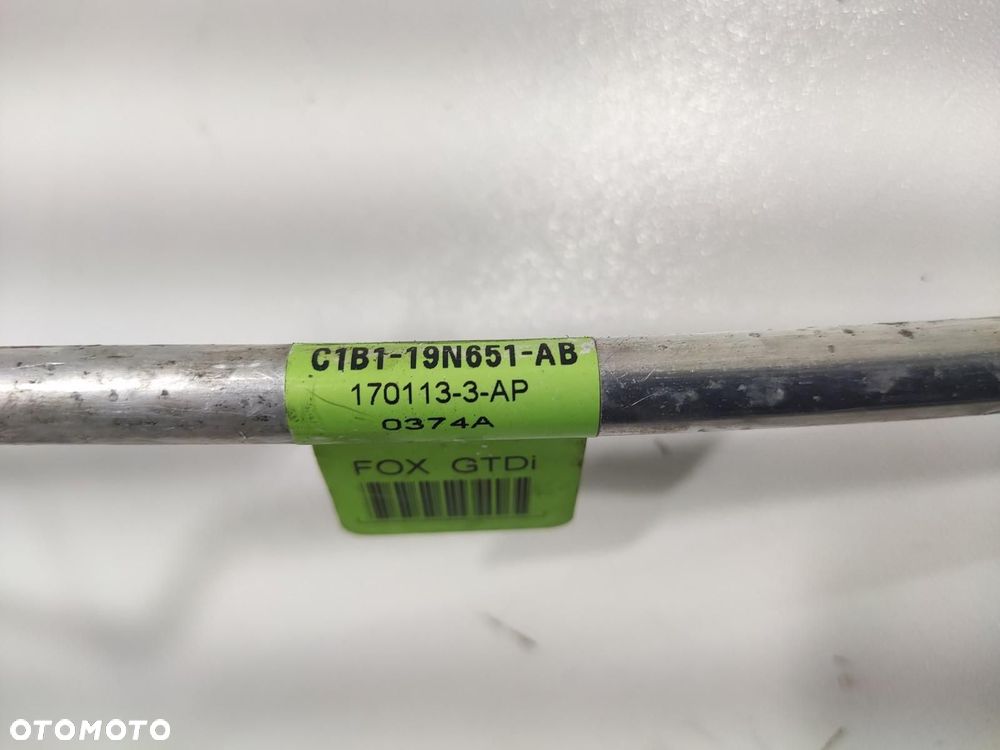 C1B1-19N651-AB
170113-3-AP
0374A
FOX GTDi
OTOMOTO